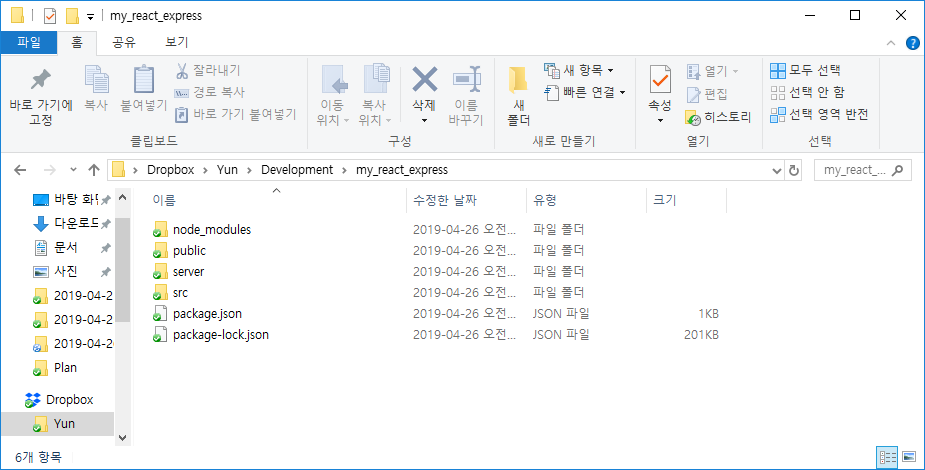 my_react_express
파일 홈 공유 보기
바로 가기에
고정
복사
붙여넣기
잘라내기
경로 복사
바로 가기 붙여넣기
클립보드
이동
위치
복사
위치
삭제
이름
바꾸기
구성
새
폴더
새 항목
빠른 연결
새로 만들기
속성
열기
편집
히스토리
열기
모두 선택
선택 안 함
선택 영역 반전
선택
Dropbox > Yun > Development > my_react_express
my_react_...
바탕 화면
다운로드
문서
사진
2019-04-2
2019-04-2
2019-04-20
Plan
Dropbox
Yun
이름 수정한 날짜 유형 크기
node_modules 2019-04-26 오전... 파일 폴더
public 2019-04-26 오전... 파일 폴더
server 2019-04-26 오전... 파일 폴더
src 2019-04-26 오전... 파일 폴더
package.json 2019-04-26 오전... JSON 파일 1KB
package-lock.json 2019-04-26 오전... JSON 파일 201KB
6개 항목